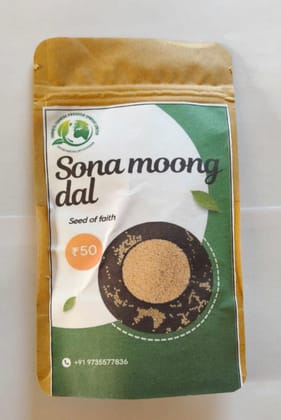 Sona moong
dal
Seed of faith
₹50
+91 9735577836